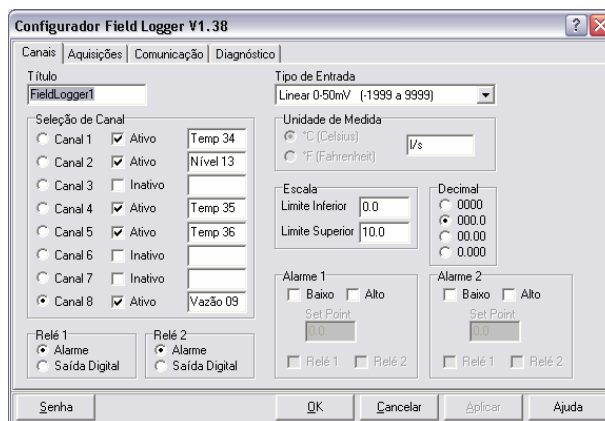 Configurador Field Logger V1.38
Canais Aquisições Comunicação Diagnóstico
Título
FieldLogger1
Seleção de Canal
Canal 1 Ativo Temp 34
Canal 2 Ativo Nível 13
Canal 3 Inativo
Canal 4 Ativo Temp 35
Canal 5 Ativo Temp 36
Canal 6 Inativo
Canal 7 Inativo
Canal 8 Ativo Vazão 09
Relé 1
Alarme
Saída Digital
Relé 2
Alarme
Saída Digital
Tipo de Entrada
Linear 0-50mV (-1999 a 9999)
Unidade de Medida
°C (Celsius)
°F (Fahrenheit)
l/s
Escala
Limite Inferior 0.0
Limite Superior 10.0
Decimal
0000
000.0
00.00
0.000
Alarme 1
Baixo Alto
Set Point
0.0
Relé 1 Relé 2
Alarme 2
Baixo Alto
Set Point
0.0
Relé 1 Relé 2
Senha OK Cancelar Aplicar Ajuda